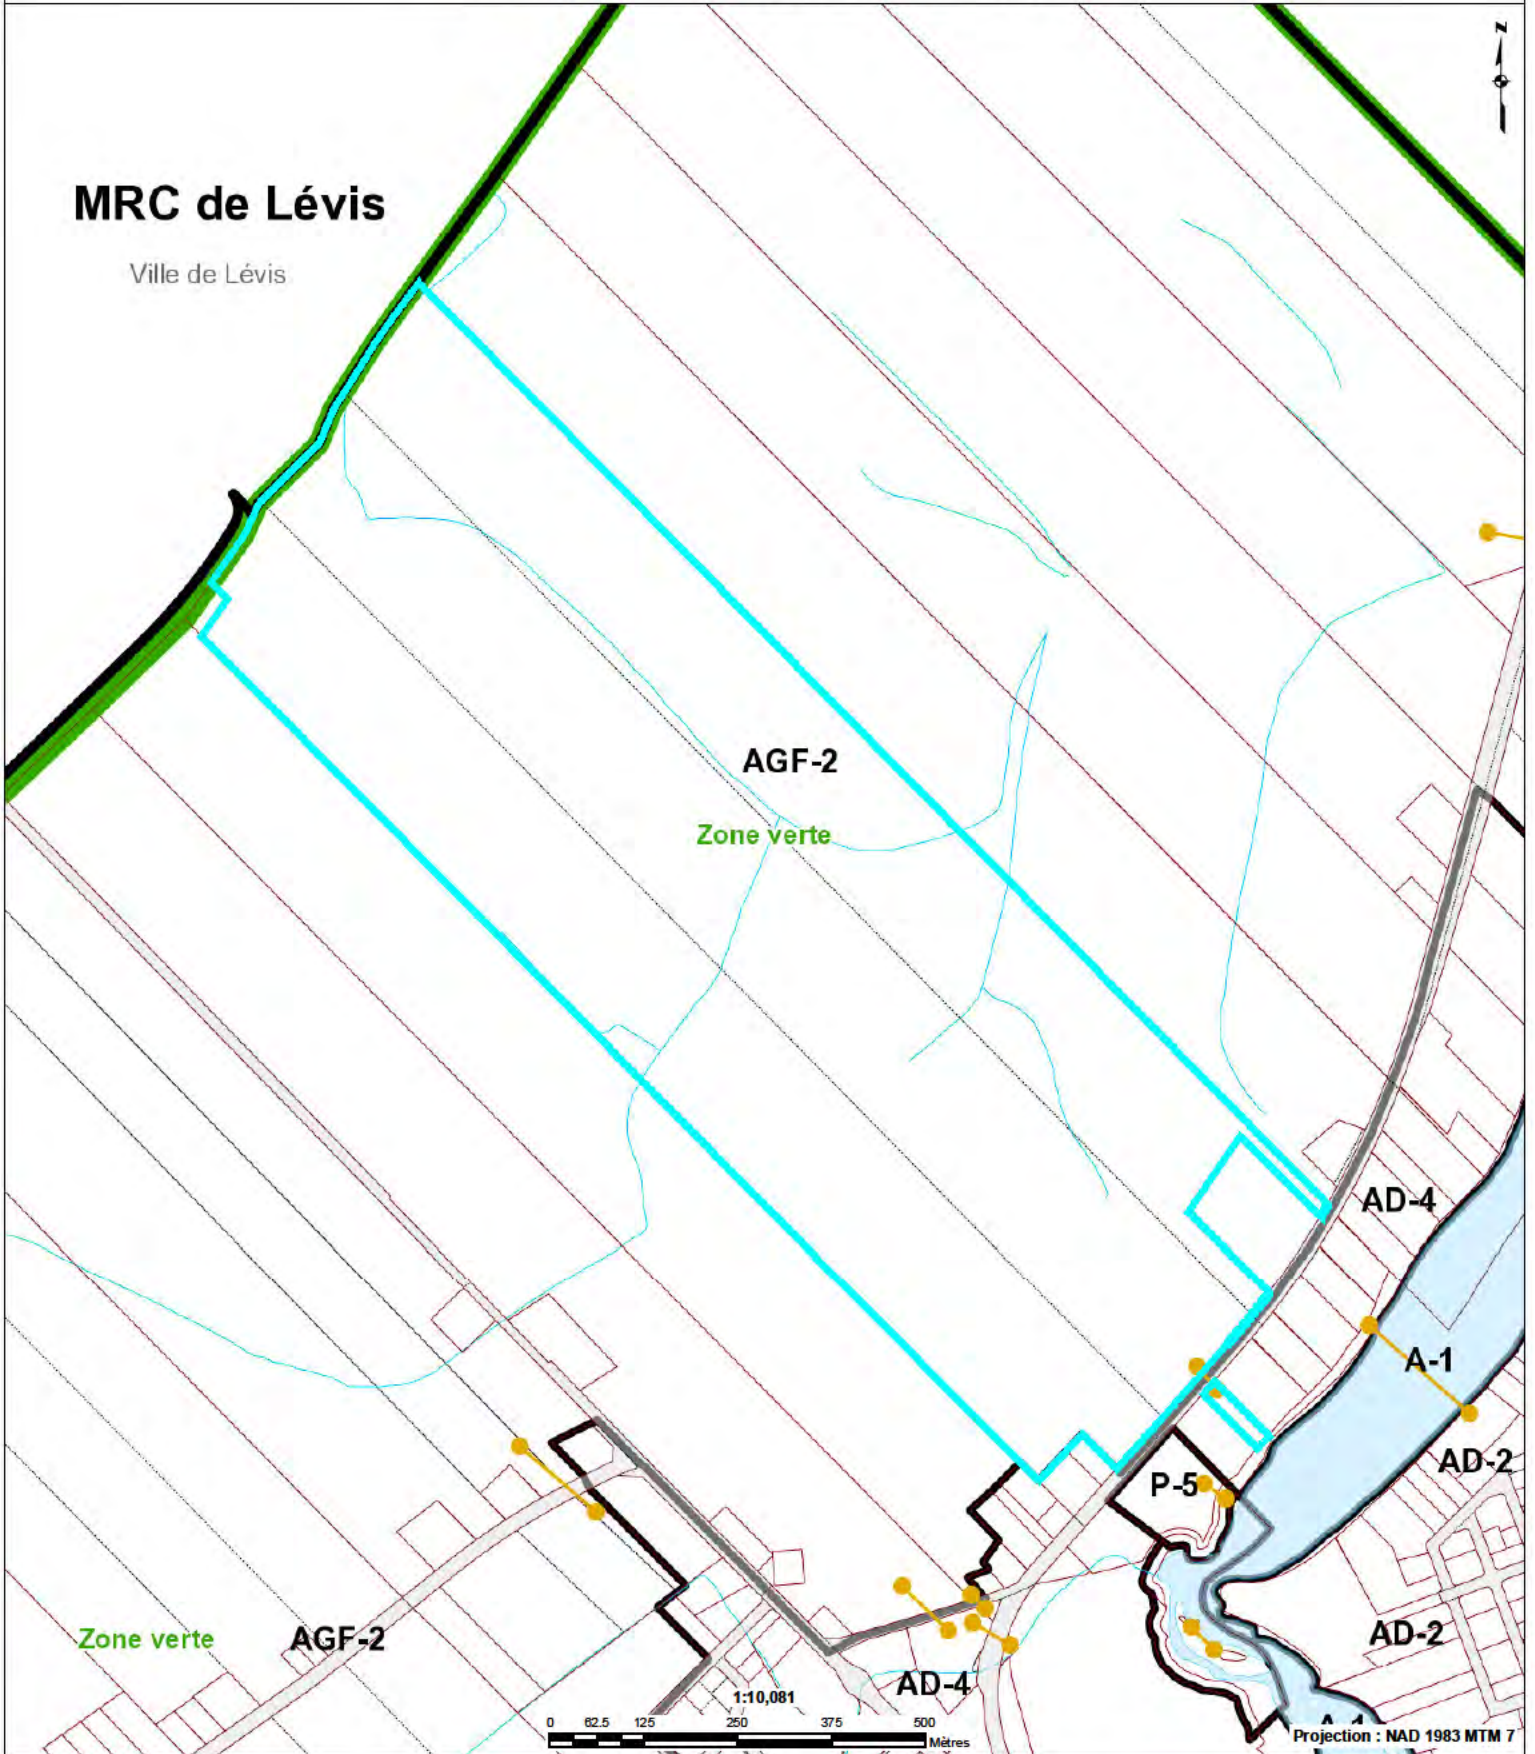 N
MRC de Lévis
Ville de Lévis
AGF-2
Zone verte
AD-4
A-1
AD-2
P-5
AD-2
Zone verte
AGF-2
AD-4
1:10,081
0 62.5 125 250 375 500
Mètres
A-1
Projection : NAD 1983 MTM 7